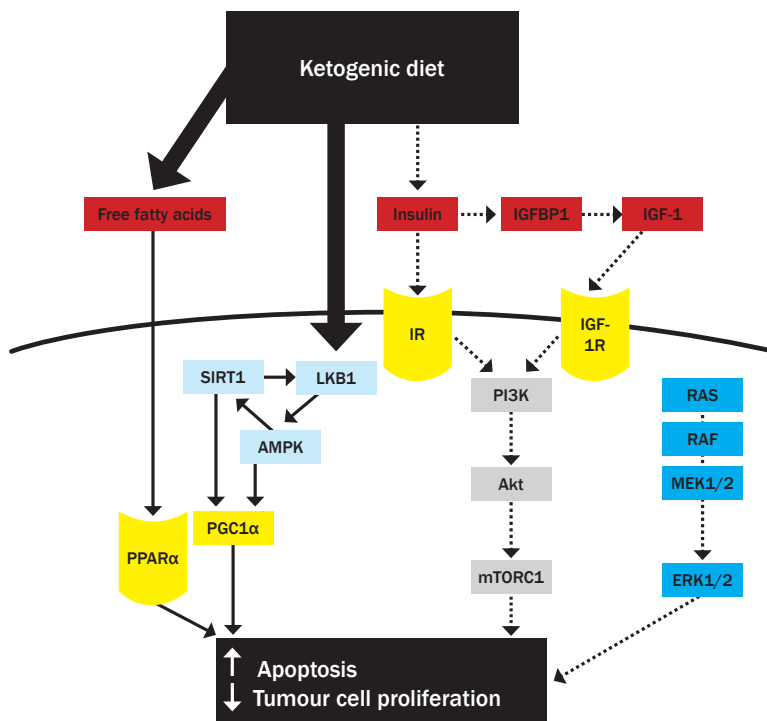 Ketogenic diet
Free fatty acids
Insulin
IGFBP1
IGF-1
IR
IGF-
1R
SIRT1
LKB1
PI3K
RAS
RAF
AMPK
Akt
MEK1/2
PGC1α
PPARα
mTORC1
ERK1/2
↑ Apoptosis
↓ Tumour cell proliferation